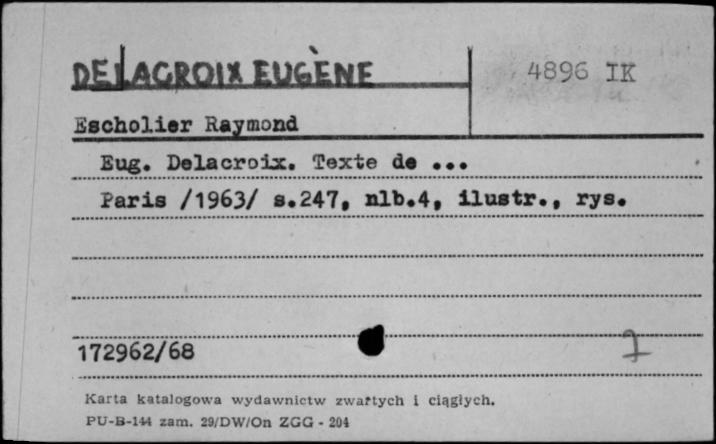 DELACROIX EUGÈNE
4896 IK
Escholier Raymond
Eug. Delacroix. Texte de ...
Paris /1963/ s.247, nlb.4, ilustr., rys.
172962/68
Karta katalogowa wydawnictw zwartych i ciągłych.
PU-B-144 zam. 29/DW/On ZGG - 204